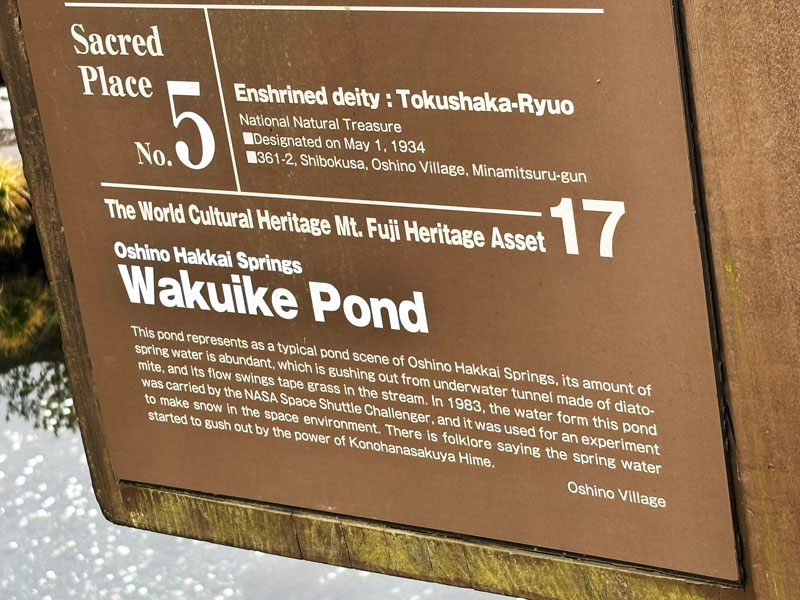 Sacred
Place
No. 5
Enshrined deity : Tokushaka-Ryuo
National Natural Treasure
■Designated on May 1, 1934
■361-2, Shibokusa, Oshino Village, Minamitsuru-gun
The World Cultural Heritage Mt. Fuji Heritage Asset 17
Oshino Hakkai Springs
Wakuike Pond
This pond represents as a typical pond scene of Oshino Hakkai Springs, its amount of
spring water is abundant, which is gushing out from underwater tunnel made of diato-
mite, and its flow swings tape grass in the stream. In 1983, the water form this pond
was carried by the NASA Space Shuttle Challenger, and it was used for an experiment
to make snow in the space environment. There is folklore saying the spring water
started to gush out by the power of Konohanasakuya Hime.
Oshino Village